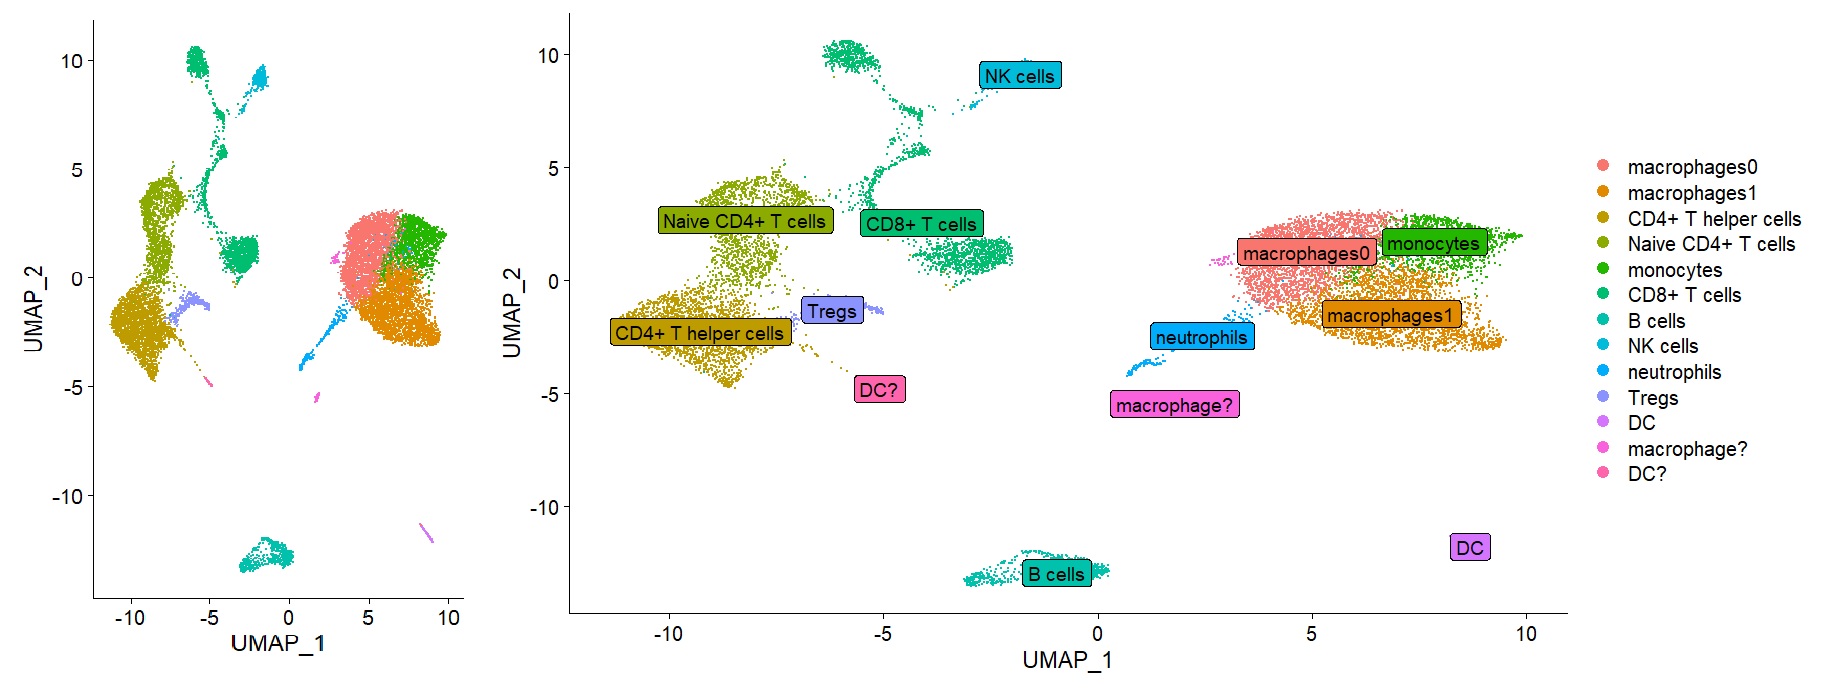 10
5
0
-5
-10
UMAP_2
-10
-5
0
5
10
UMAP_1
10
5
0
-5
-10
UMAP_2
-10
-5
0
5
10
UMAP_1
NK cells
Naive CD4+ T cells
CD8+ T cells
macrophages0
monocytes
Tregs
macrophages1
CD4+ T helper cells
neutrophils
DC?
macrophage?
DC
B cells
macrophages0
macrophages1
CD4+ T helper cells
Naive CD4+ T cells
monocytes
CD8+ T cells
B cells
NK cells
neutrophils
Tregs
DC
macrophage?
DC?